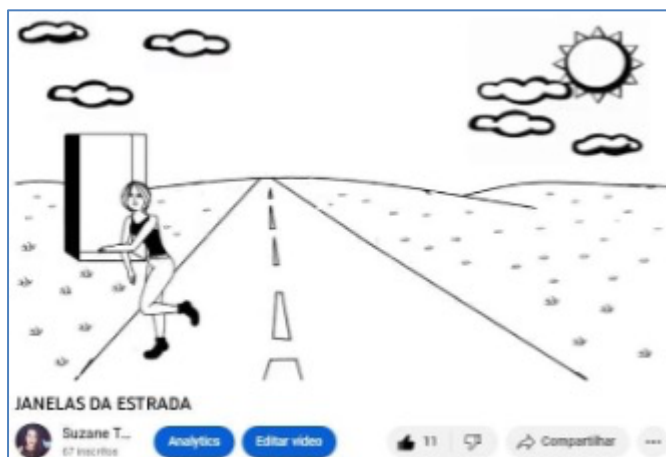 JANELAS DA ESTRADA
Suzane T...
67 inscritos
Analytics
Editar vídeo
11
Compartilhar